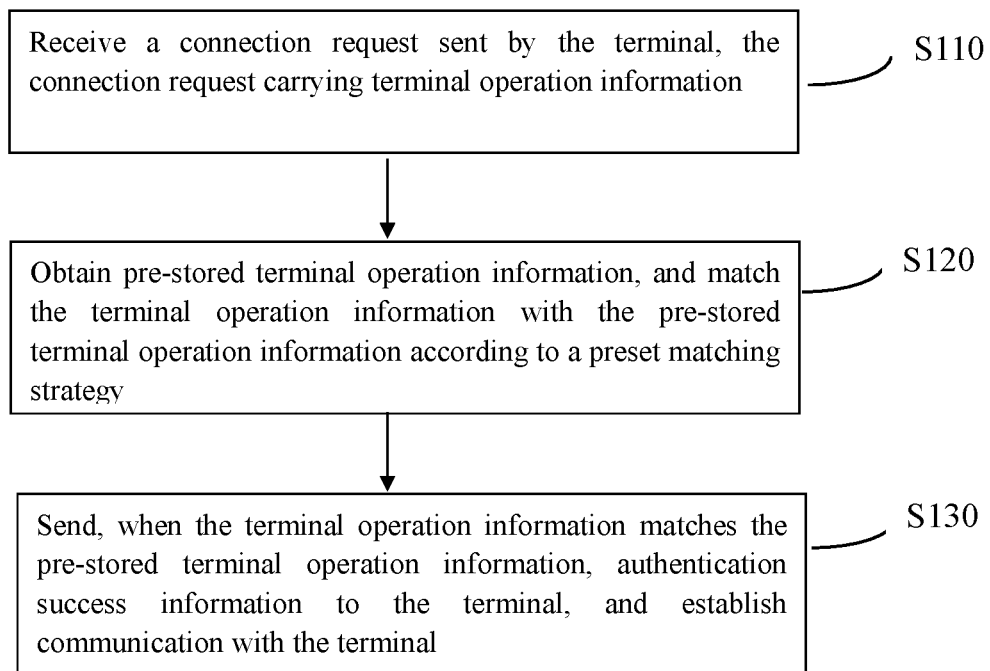 Receive a connection request sent by the terminal, the
connection request carrying terminal operation information
S110
Obtain pre-stored terminal operation information, and match
the terminal operation information with the pre-stored
terminal operation information according to a preset matching
strategy
S120
Send, when the terminal operation information matches the
pre-stored terminal operation information, authentication
success information to the terminal, and establish
communication with the terminal
S130